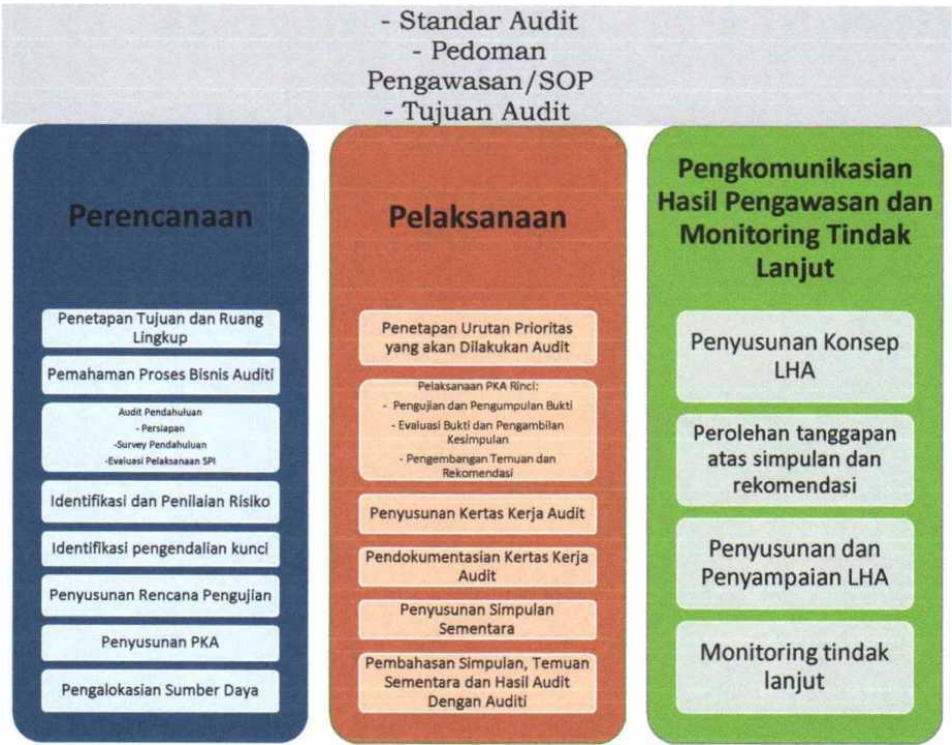 - Standar Audit
- Pedoman
Pengawasan/SOP
- Tujuan Audit
Perencanaan
Penetapan Tujuan dan Ruang
Lingkup
Pemahaman Proses Bisnis Auditi
Audit Pendahuluan
- Persiapan
-Survey Pendahuluan
-Evaluasi Pelaksanaan SPI
Identifikasi dan Penilaian Risiko
Identifikasi pengendalian kunci
Penyusunan Rencana Pengujian
Penyusunan PKA
Pengalokasian Sumber Daya
Pelaksanaan
Penetapan Urutan Prioritas
yang akan Dilakukan Audit
Pelaksanaan PKA Rinci:
- Pengujian dan Pengumpulan Bukti
- Evaluasi Bukti dan Pengambilan
Kesimpulan
- Pengembangan Temuan dan
Rekomendasi
Penyusunan Kertas Kerja Audit
Pendokumentasian Kertas Kerja
Audit
Penyusunan Simpulan
Sementara
Pembahasan Simpulan, Temuan
Sementara dan Hasil Audit
Dengan Auditi
Pengkomunikasian
Hasil Pengawasan dan
Monitoring Tindak
Lanjut
Penyusunan Konsep
LHA
Perolehan tanggapan
atas simpulan dan
rekomendasi
Penyusunan dan
Penyampaian LHA
Monitoring tindak
lanjut